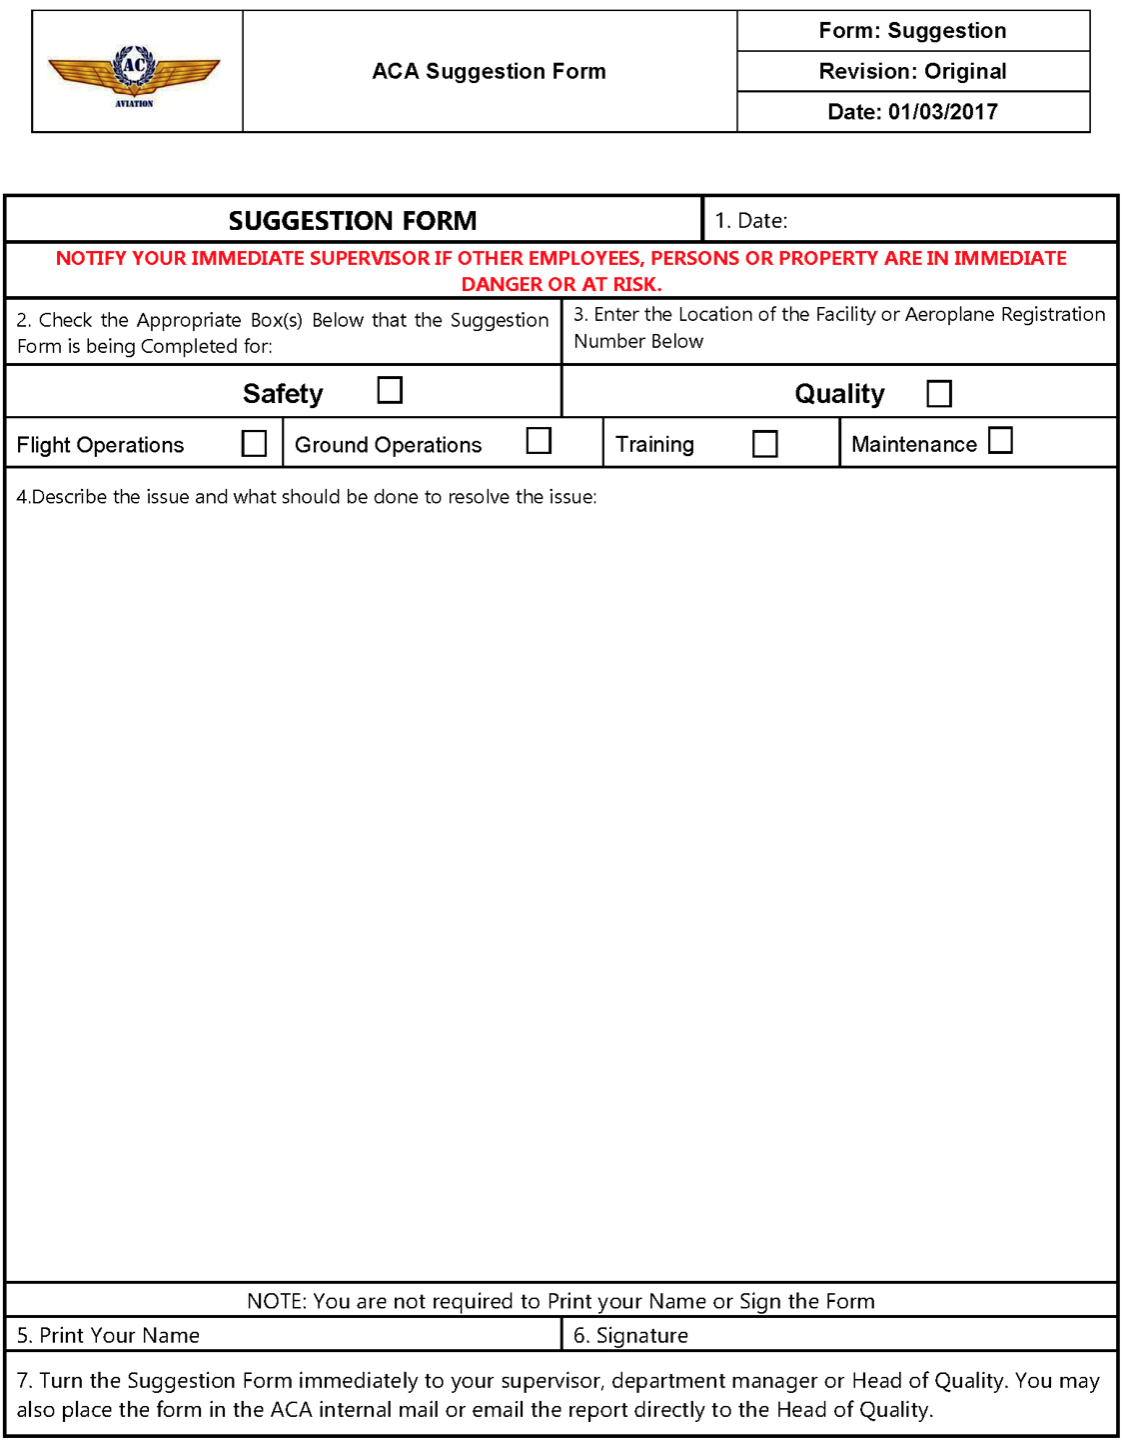 AC
AVIATION
ACA Suggestion Form
Form: Suggestion
Revision: Original
Date: 01/03/2017
SUGGESTION FORM
1. Date:
NOTIFY YOUR IMMEDIATE SUPERVISOR IF OTHER EMPLOYEES, PERSONS OR PROPERTY ARE IN IMMEDIATE
DANGER OR AT RISK.
2. Check the Appropriate Box(s) Below that the Suggestion
Form is being Completed for:
3. Enter the Location of the Facility or Aeroplane Registration
Number Below
Safety
Quality
Flight Operations
Ground Operations
Training
Maintenance
4.Describe the issue and what should be done to resolve the issue:
NOTE: You are not required to Print your Name or Sign the Form
5. Print Your Name
6. Signature
7. Turn the Suggestion Form immediately to your supervisor, department manager or Head of Quality. You may
also place the form in the ACA internal mail or email the report directly to the Head of Quality.